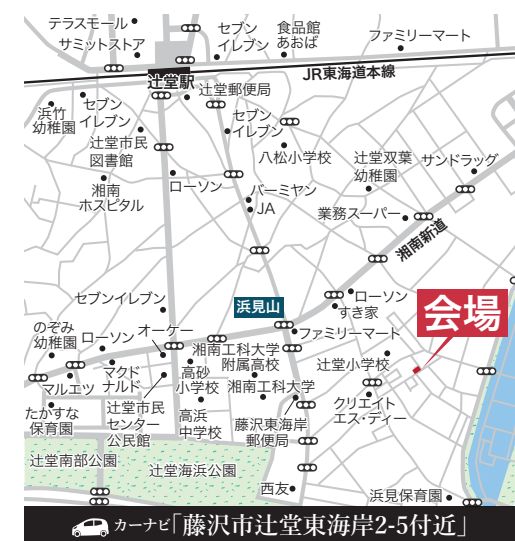 テラスモール
サミットストア
セブン
イレブン
食品館
あおば
ファミリーマート
JR東海道本線
辻堂駅
辻堂郵便局
浜竹
幼稚園
セブン
イレブン
セブン
イレブン
辻堂市民
図書館
八松小学校
辻堂双葉
幼稚園
サンドラッグ
湘南
ホスピタル
ローソン
バーミヤン
JA
業務スーパー
湘南新道
セブンイレブン
浜見山
ローソン
すき家
会場
のぞみ
幼稚園
ローソン
オーケー
ファミリーマート
湘南工科大学
附属高校
辻堂小学校
マルエツ
マクド
ナルド
高砂
小学校
湘南工科大学
クリエイト
エス・ディー
たかすな
保育園
辻堂市民
センター
公民館
高浜
中学校
藤沢東海岸
郵便局
辻堂南部公園
辻堂海浜公園
西友
浜見保育園
カーナビ「藤沢市辻堂東海岸2-5付近」